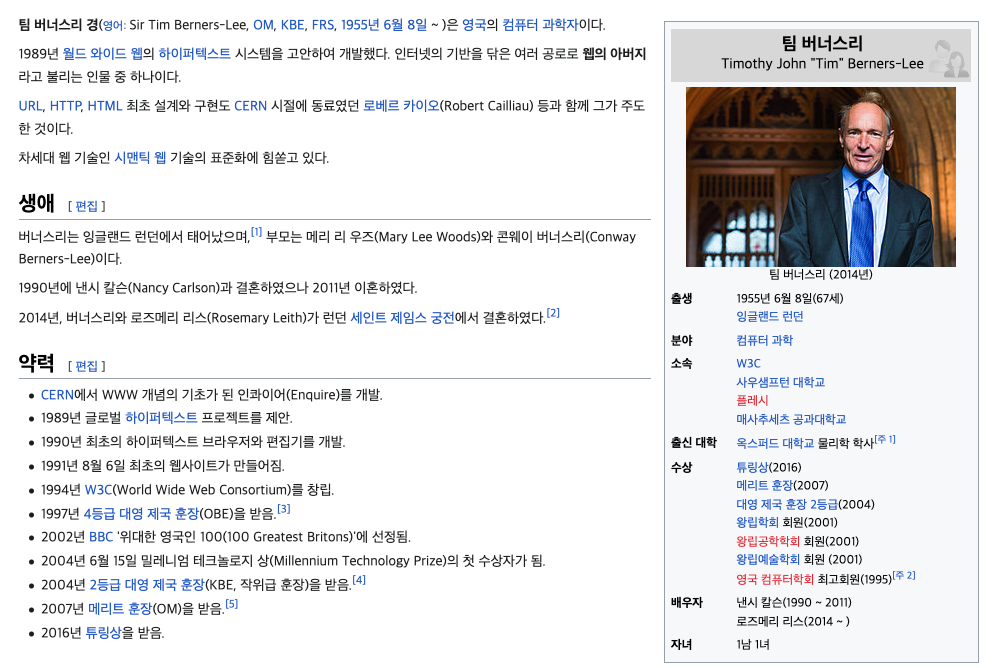 팀 버너스리 경(영어: Sir Tim Berners-Lee, OM, KBE, FRS, 1955년 6월 8일 ~ )은 영국의 컴퓨터 과학자이다.
1989년 월드 와이드 웹의 하이퍼텍스트 시스템을 고안하여 개발했다. 인터넷의 기반을 닦은 여러 공로로 웹의 아버지
라고 불리는 인물 중 하나이다.
URL, HTTP, HTML 최초 설계와 구현도 CERN 시절에 동료였던 로베르 카이오(Robert Cailliau) 등과 함께 그가 주도
한 것이다.
차세대 웹 기술인 시맨틱 웹 기술의 표준화에 힘쏟고 있다.
생애 [ 편집 ]
버너스리는 잉글랜드 런던에서 태어났으며,[1] 부모는 메리 리 우즈(Mary Lee Woods)와 콘웨이 버너스리(Conway
Berners-Lee)이다.
1990년에 낸시 칼슨(Nancy Carlson)과 결혼하였으나 2011년 이혼하였다.
2014년, 버너스리와 로즈메리 리스(Rosemary Leith)가 런던 세인트 제임스 궁전에서 결혼하였다.[2]
약력 [ 편집 ]
• CERN에서 WWW 개념의 기초가 된 인콰이어(Enquire)를 개발.
• 1989년 글로벌 하이퍼텍스트 프로젝트를 제안.
• 1990년 최초의 하이퍼텍스트 브라우저와 편집기를 개발.
• 1991년 8월 6일 최초의 웹사이트가 만들어짐.
• 1994년 W3C(World Wide Web Consortium)를 창립.
• 1997년 4등급 대영 제국 훈장(OBE)을 받음.[3]
• 2002년 BBC '위대한 영국인 100(100 Greatest Britons)'에 선정됨.
• 2004년 6월 15일 밀레니엄 테크놀로지 상(Millennium Technology Prize)의 첫 수상자가 됨.
• 2004년 2등급 대영 제국 훈장(KBE, 작위급 훈장)을 받음.[4]
• 2007년 메리트 훈장(OM)을 받음.[5]
• 2016년 튜링상을 받음.
팀 버너스리
Timothy John "Tim" Berners-Lee
팀 버너스리 (2014년)
출생 1955년 6월 8일(67세)
잉글랜드 런던
분야 컴퓨터 과학
소속 W3C
사우샘프턴 대학교
플레시
매사추세츠 공과대학교
출신 대학 옥스퍼드 대학교 물리학 학사[주 1]
수상 튜링상(2016)
메리트 훈장(2007)
대영 제국 훈장 2등급(2004)
왕립학회 회원(2001)
왕립공학학회 회원(2001)
왕립예술학회 회원 (2001)
영국 컴퓨터학회 최고회원(1995)[주 2]
배우자 낸시 칼슨(1990 ~ 2011)
로즈메리 리스(2014 ~ )
자녀 1남 1녀